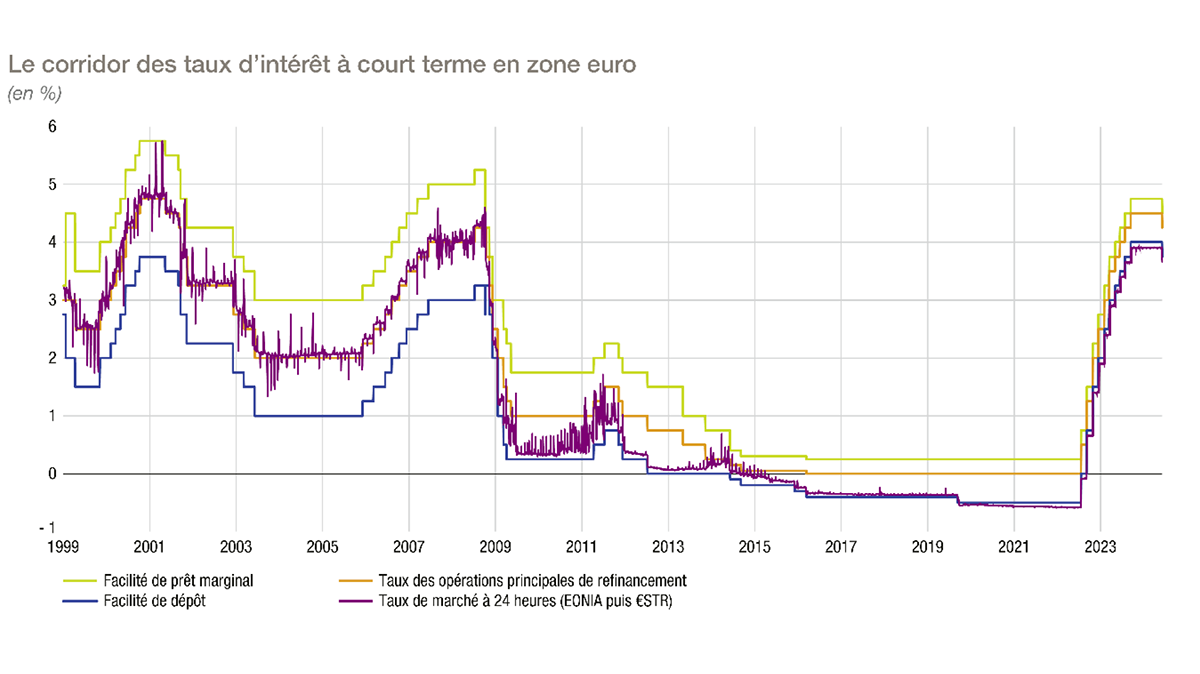 Le corridor des taux d'intérêt à court terme en zone euro
(en %)
6
5
4
3
2
1
0
- 1
1999 2001 2003 2005 2007 2009 2011 2013 2015 2017 2019 2021 2023
Facilité de prêt marginal Taux des opérations principales de refinancement
Facilité de dépôt Taux de marché à 24 heures (EONIA puis €STR)